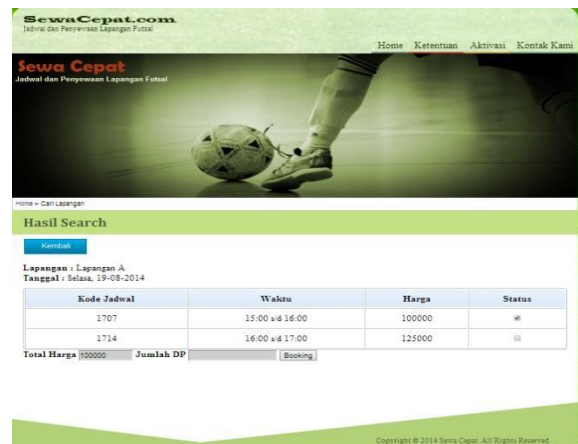 SewaCepat.com
Jadwal dan Penyewaan Lapangan Futsal
Home Ketentuan Aktivasi Kontak Kami
Sewa Cepat
Jadwal dan Penyewaan Lapangan Futsal
Home » Cari Lapangan
Hasil Search
Kembali
Lapangan : Lapangan A
Tanggal : Selasa, 19-08-2014
Kode Jadwal Waktu Harga Status
1707 15:00 s/d 16:00 100000
1714 16:00 s/d 17:00 125000
Total Harga 100000 Jumlah DP Booking
Copyright © 2014 Sewa Cepat. All Rights Reserved.